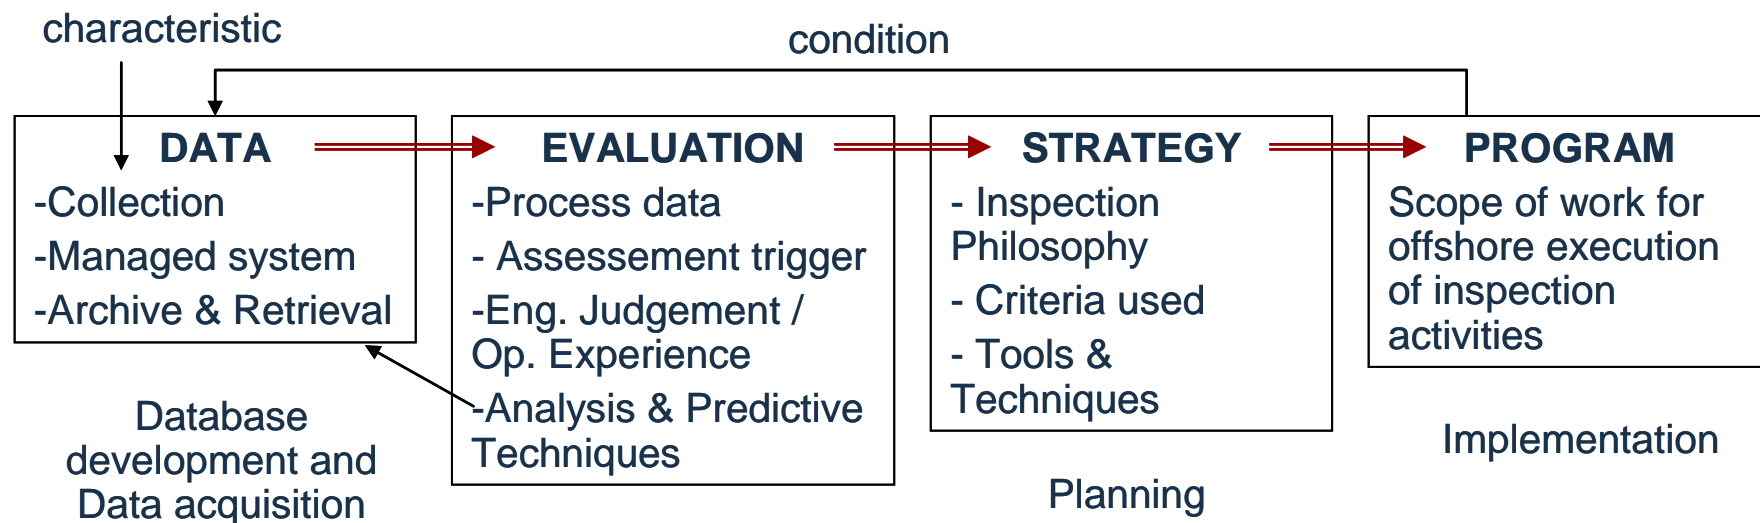 characteristic
condition
DATA
-Collection
-Managed system
-Archive & Retrieval
Database
development and
Data acquisition
EVALUATION
-Process data
- Assessement trigger
-Eng. Judgement /
Op. Experience
-Analysis & Predictive
Techniques
STRATEGY
- Inspection
Philosophy
- Criteria used
- Tools &
Techniques
Planning
PROGRAM
Scope of work for
offshore execution
of inspection
activities
Implementation